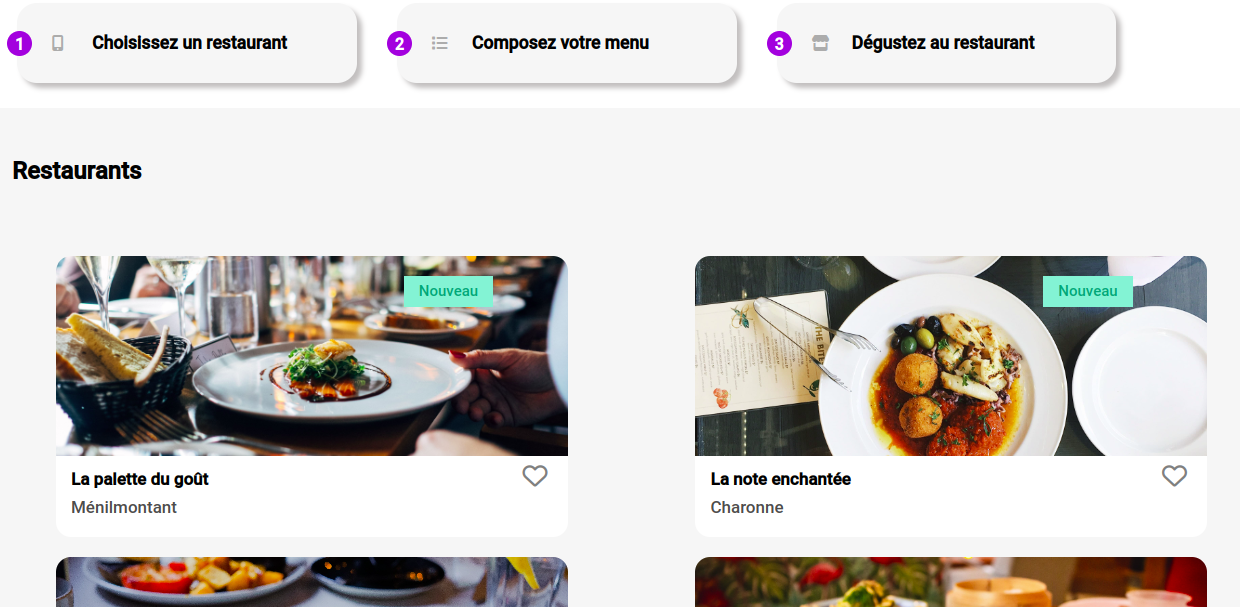 1 Choisissez un restaurant
2 Composez votre menu
3 Dégustez au restaurant
Restaurants
Nouveau
Nouveau
La palette du goût
Ménilmontant
La note enchantée
Charonne